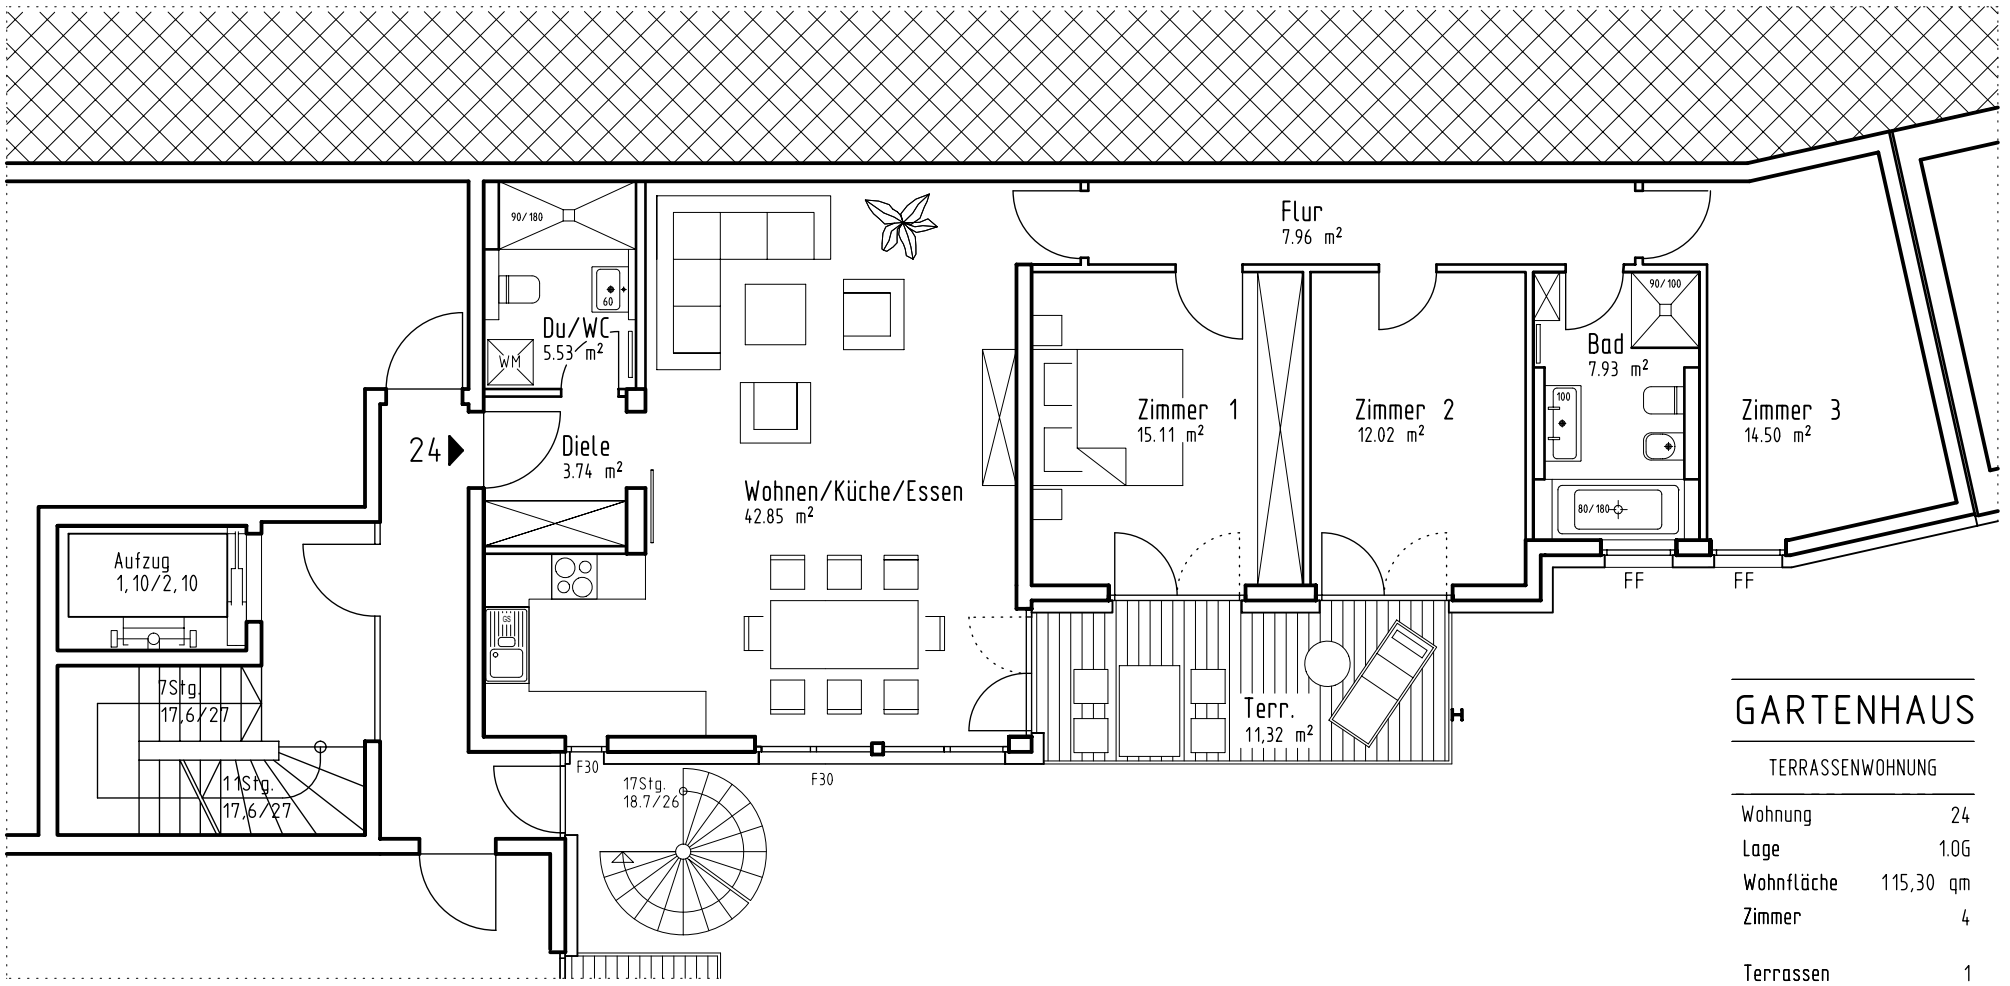 Flur
7.96 m²
90/180
60
Du/WC
5.53 m²
WM
90/100
Bad
7.93 m²
100
80/180
Zimmer 1
15.11 m²
Zimmer 2
12.02 m²
Zimmer 3
14.50 m²
24
Diele
3.74 m²
Wohnen/Küche/Essen
42.85 m²
Aufzug
1,10/2,10
GS
FF
FF
7Stg.
17,6/27
11Stg.
17,6/27
Terr.
11,32 m²
F30
F30
17Stg.
18.7/26
GARTENHAUS
TERRASSENWOHNUNG
Wohnung 24
Lage 1.OG
Wohnfläche 115,30 qm
Zimmer 4
Terrassen 1